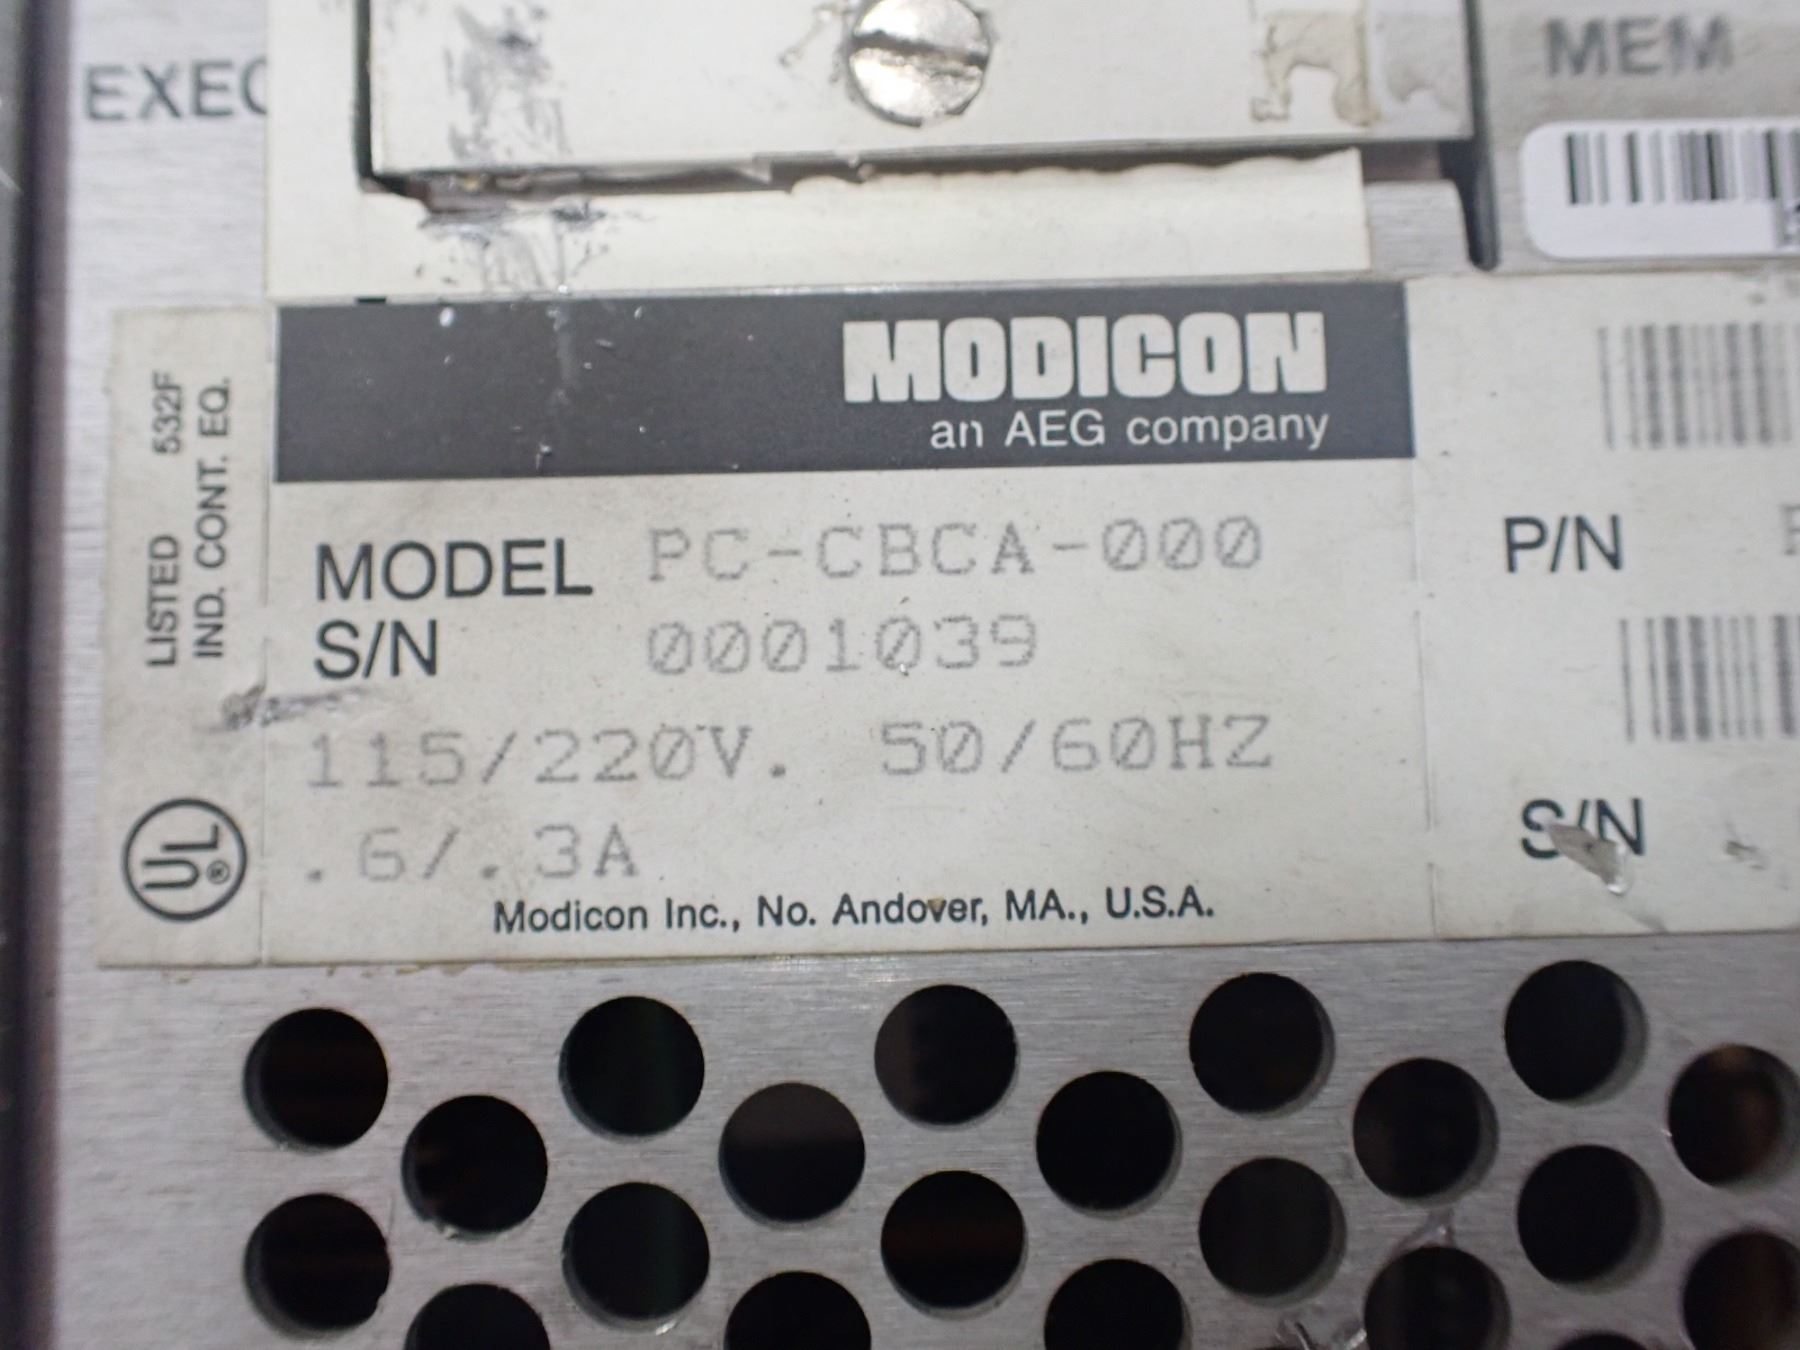 EXEC
MEM
LISTED 532F
IND. CONT. EQ.
UL®
MODICON
an AEG company
MODEL PC-CBCA-000
S/N 0001039
115/220V. 50/60HZ
.6/.3A
Modicon Inc., No. Andover, MA., U.S.A.
P/N
S/N